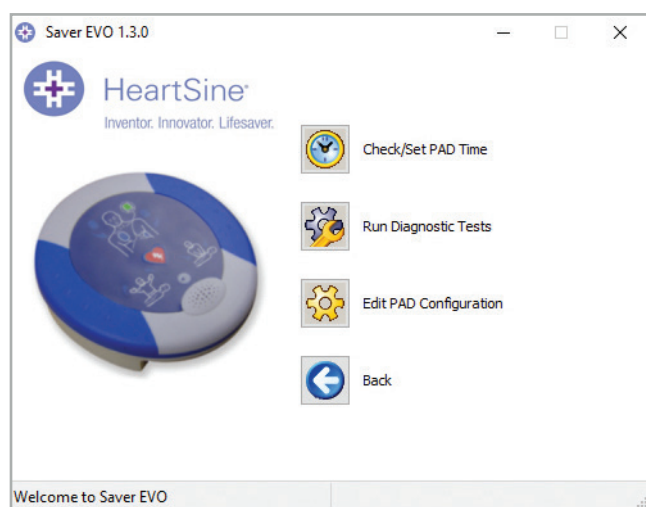 Saver EVO 1.3.0
HeartSine®
Inventor. Innovator. Lifesaver.
Check/Set PAD Time
Run Diagnostic Tests
Edit PAD Configuration
Back
Welcome to Saver EVO